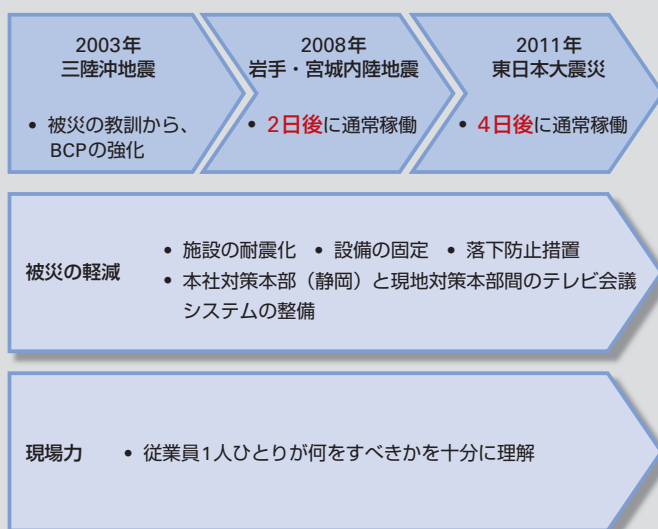 2003年
三陸沖地震
• 被災の教訓から、
BCPの強化
2008年
岩手・宮城内陸地震
• 2日後に通常稼働
2011年
東日本大震災
• 4日後に通常稼働
被災の軽減
• 施設の耐震化 • 設備の固定 • 落下防止措置
• 本社対策本部（静岡）と現地対策本部間のテレビ会議
システムの整備
現場力
• 従業員1人ひとりが何をすべきかを十分に理解